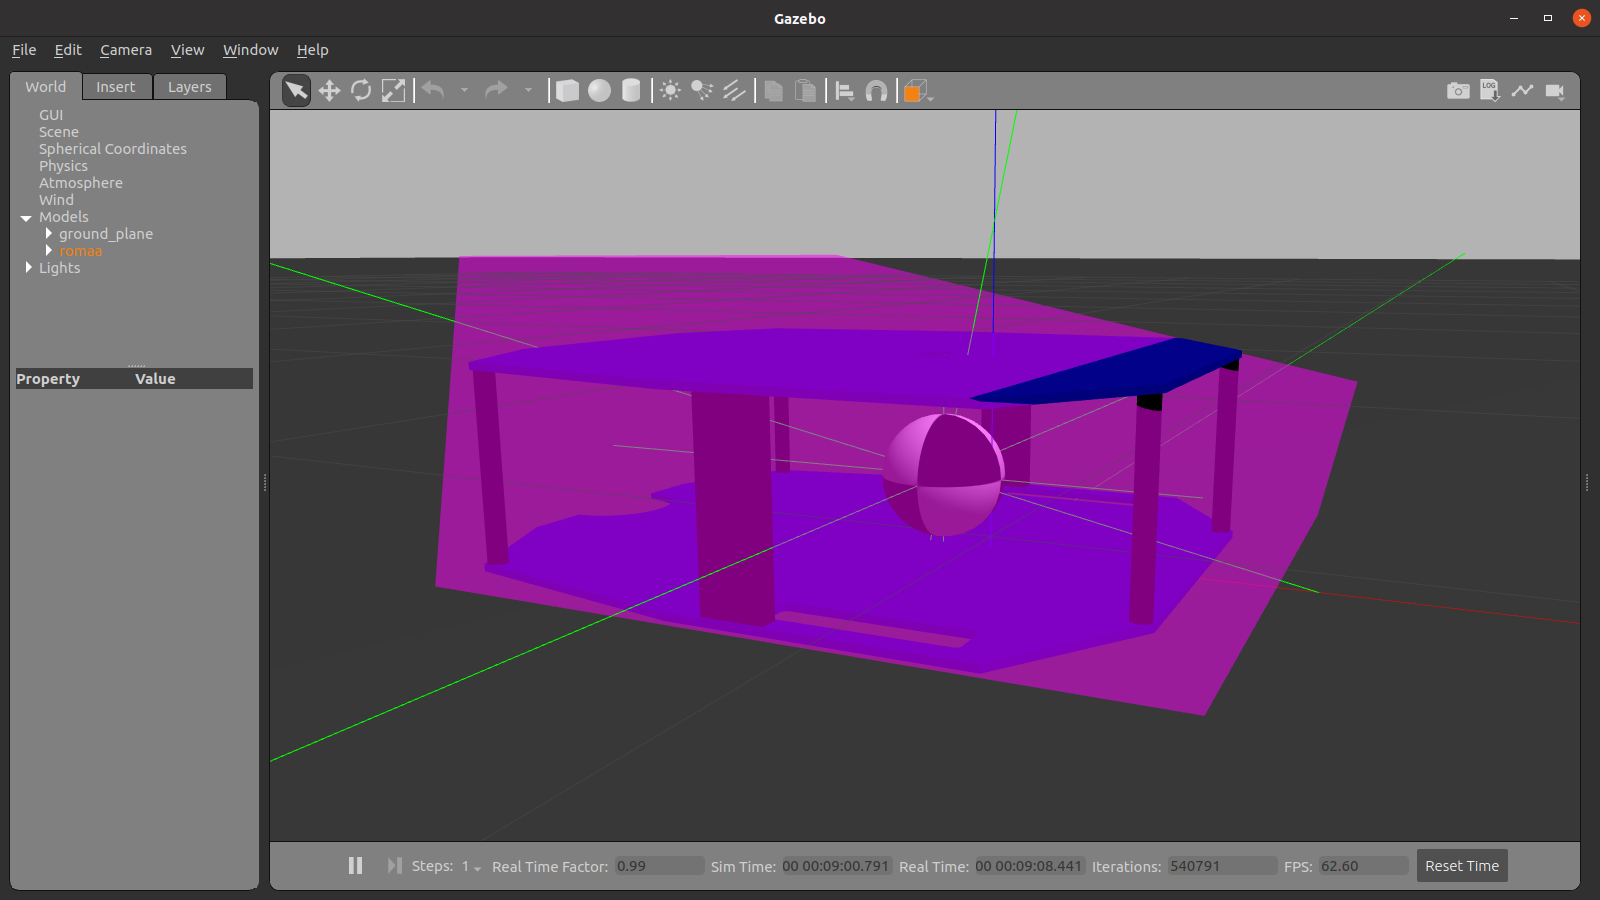 Gazebo
File Edit Camera View Window Help
World Insert Layers
LOG
GUI
Scene
Spherical Coordinates
Physics
Atmosphere
Wind
Models
ground_plane
romaa
Lights
Property Value
Steps: 1 Real Time Factor: 0.99 Sim Time: 00 00:09:00.791 Real Time: 00 00:09:08.441 Iterations: 540791 FPS: 62.60 Reset Time